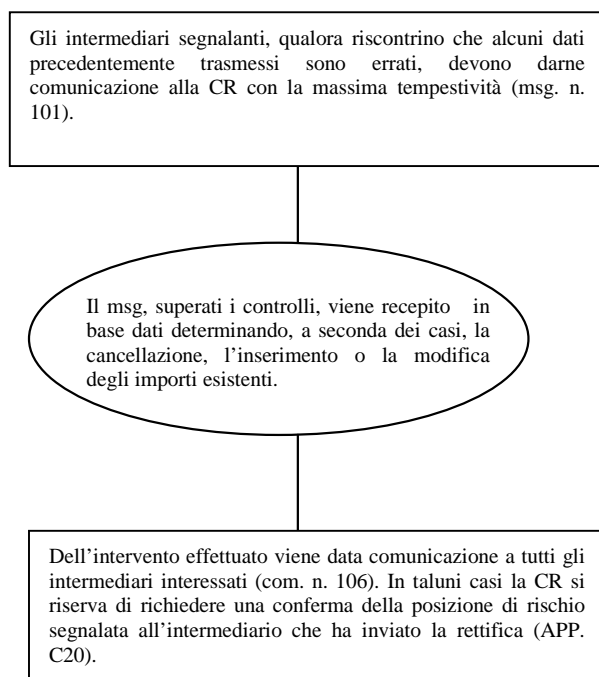 Gli intermediari segnalanti, qualora riscontrino che alcuni dati
precedentemente trasmessi sono errati, devono darne
comunicazione alla CR con la massima tempestività (msg. n.
101).
Il msg, superati i controlli, viene recepito in
base dati determinando, a seconda dei casi, la
cancellazione, l’inserimento o la modifica
degli importi esistenti.
Dell’intervento effettuato viene data comunicazione a tutti gli
intermediari interessati (com. n. 106). In taluni casi la CR si
riserva di richiedere una conferma della posizione di rischio
segnalata all’intermediario che ha inviato la rettifica (APP.
C20).